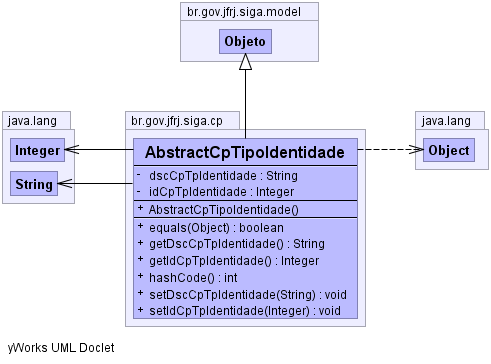 br.gov.jfrj.siga.model
Objeto
java.lang
Integer
String
br.gov.jfrj.siga.cp
AbstractCpTipoIdentidade
- dscCpTpIdentidade : String
- idCpTpIdentidade : Integer
+ AbstractCpTipoIdentidade()
+ equals(Object) : boolean
+ getDscCpTpIdentidade() : String
+ getIdCpTpIdentidade() : Integer
+ hashCode() : int
+ setDscCpTpIdentidade(String) : void
+ setIdCpTpIdentidade(Integer) : void
java.lang
Object
yWorks UML Doclet